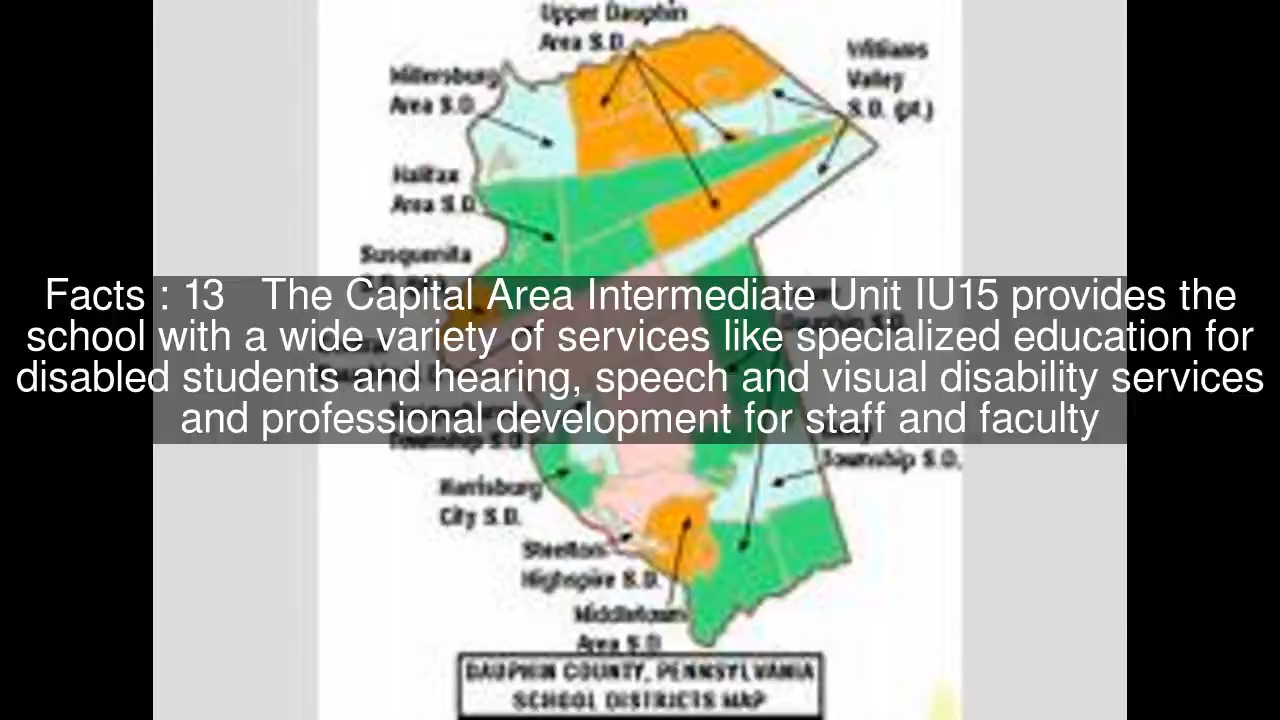 Upper Dauphin
Area S.D.
Williams
Valley
S.D. (pt.)
Millersburg
Area S.D.
Halifax
Area S.D.
Susquenita
Facts : 13 The Capital Area Intermediate Unit IU15 provides the
school with a wide variety of services like specialized education for
disabled students and hearing, speech and visual disability services
and professional development for staff and faculty
Township S.D.
Township S.D.
Harrisburg
City S.D.
Steelton
Highspire S.D.
Middletown
Area S.D.
DAUPHIN COUNTY, PENNSYLVANIA
SCHOOL DISTRICTS MAP